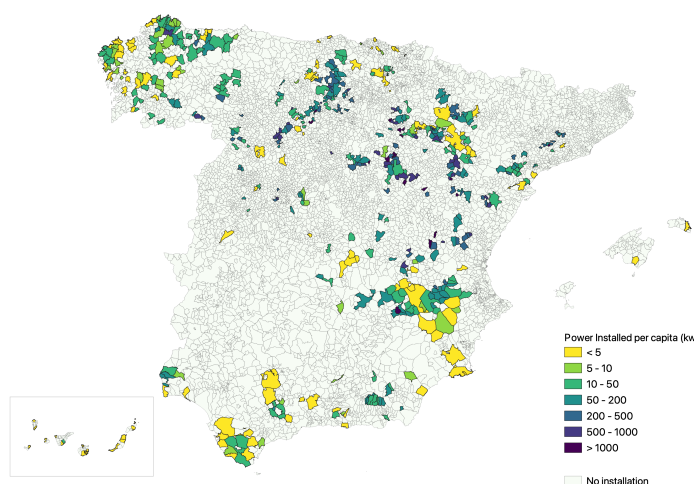 Power Installed per capita (kw
< 5
5 - 10
10 - 50
50 - 200
200 - 500
500 - 1000
> 1000
No installation